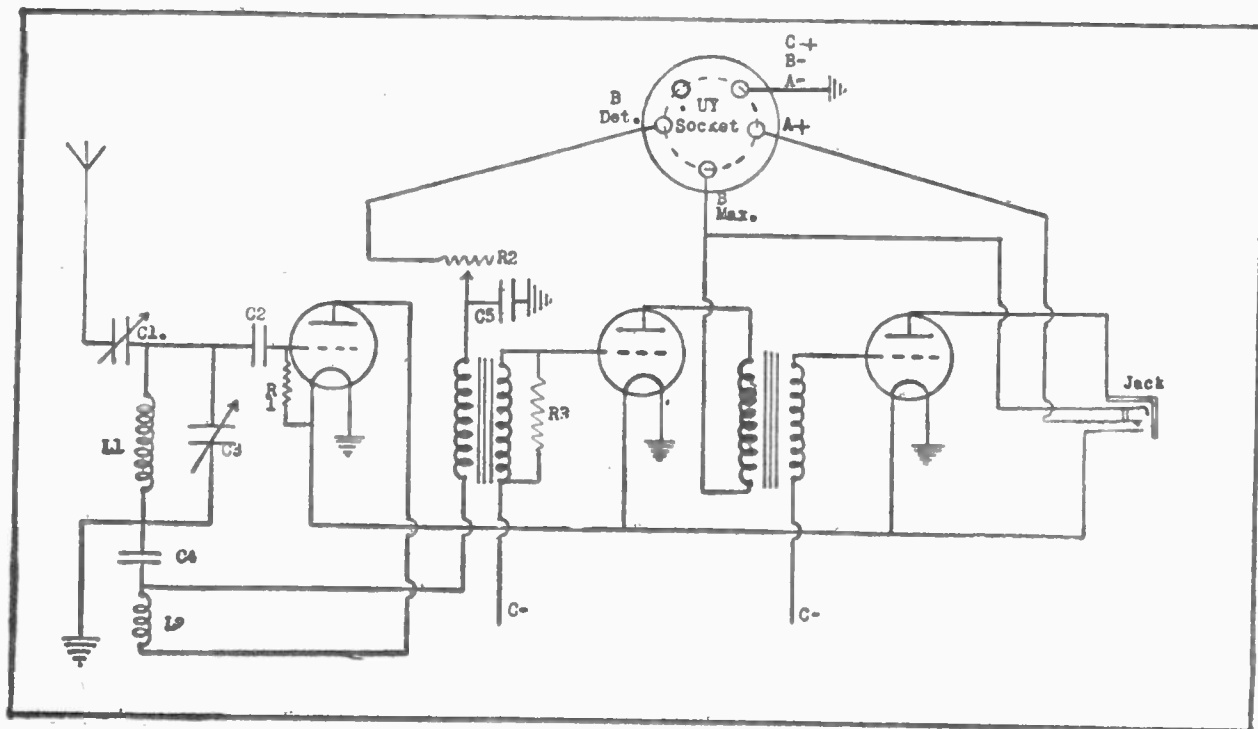 C+
B-
A-
B
Det.
UY
Socket
A+
B
Max.
R2
C5
C2
C1.
R
1
L1
C3
R3
Jack
C4
L2
C-
C-